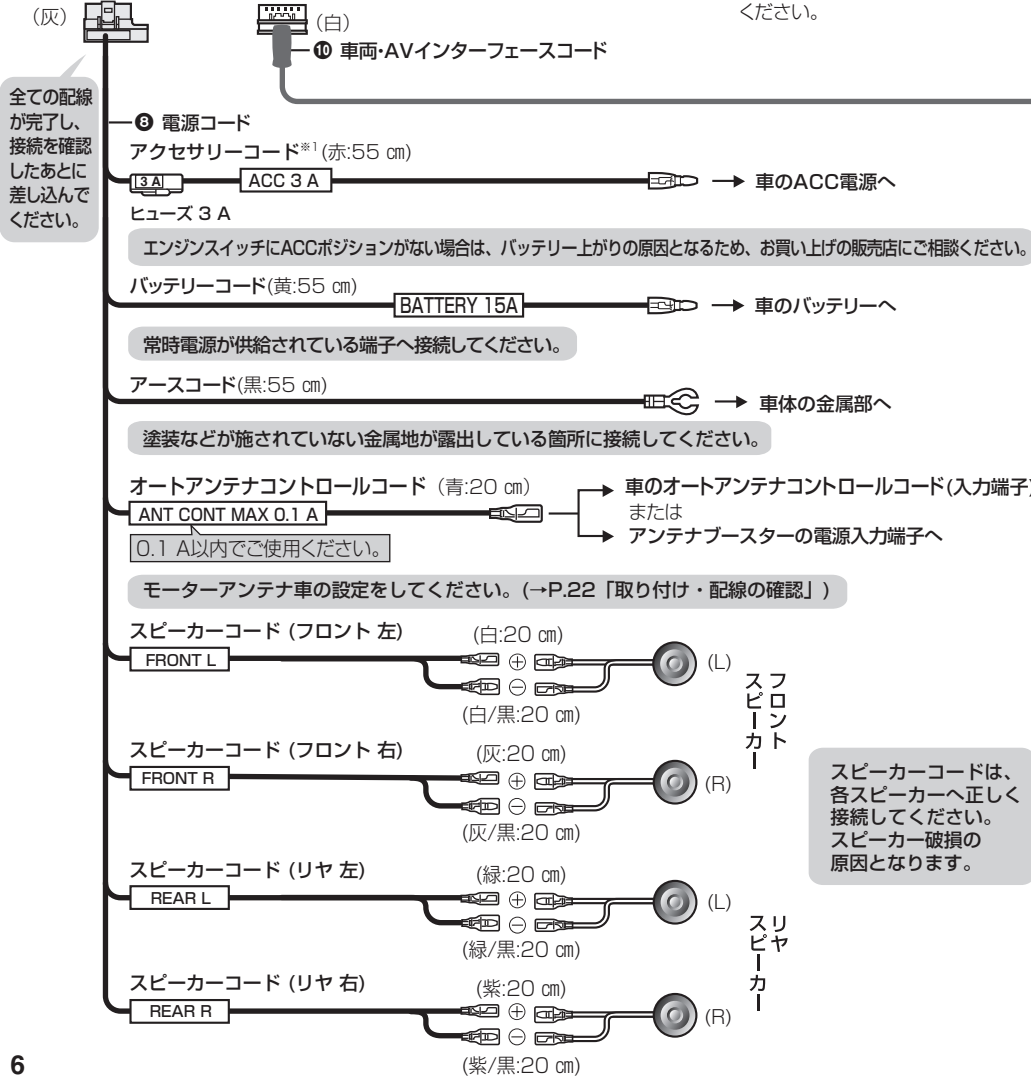 (灰)
(白)
ください。
❿ 車両・AVインターフェースコード
全ての配線
が完了し、
接続を確認
したあとに
差し込んで
ください。
❽ 電源コード
アクセサリーコード※1(赤:55 ㎝)
3 A
ACC 3 A
→ 車のACC電源へ
ヒューズ 3 A
エンジンスイッチにACCポジションがない場合は、バッテリー上がりの原因となるため、お買い上げの販売店にご相談ください。
バッテリーコード(黄:55 ㎝)
BATTERY 15A
→ 車のバッテリーへ
常時電源が供給されている端子へ接続してください。
アースコード(黒:55 ㎝)
→ 車体の金属部へ
塗装などが施されていない金属地が露出している箇所に接続してください。
オートアンテナコントロールコード (青:20 ㎝)
ANT CONT MAX 0.1 A
0.1 A以内でご使用ください。
車のオートアンテナコントロールコード(入力端子)
または
アンテナブースターの電源入力端子へ
モーターアンテナ車の設定をしてください。(→P.22「取り付け・配線の確認」)
スピーカーコード (フロント 左)
FRONT L
(白:20 ㎝)
⊕
⊖
(L)
(白/黒:20 ㎝)
スピーカーコード (フロント 右)
FRONT R
(灰:20 ㎝)
⊕
⊖
(R)
(灰/黒:20 ㎝)
フロント
スピーカー
スピーカーコードは、
各スピーカーへ正しく
接続してください。
スピーカー破損の
原因となります。
スピーカーコード (リヤ 左)
REAR L
(緑:20 ㎝)
⊕
⊖
(L)
(緑/黒:20 ㎝)
スピーカーコード (リヤ 右)
REAR R
(紫:20 ㎝)
⊕
⊖
(R)
(紫/黒:20 ㎝)
リヤ
スピーカー
6